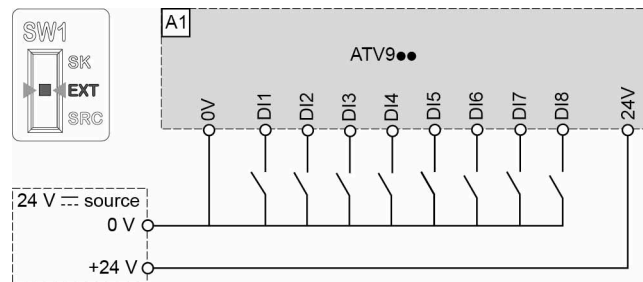 SW1
SK
EXT
SRC
A1
ATV9●●
0V
DI1
DI2
DI3
DI4
DI5
DI6
DI7
DI8
24V
24 V ⎓ source
0 V
+24 V